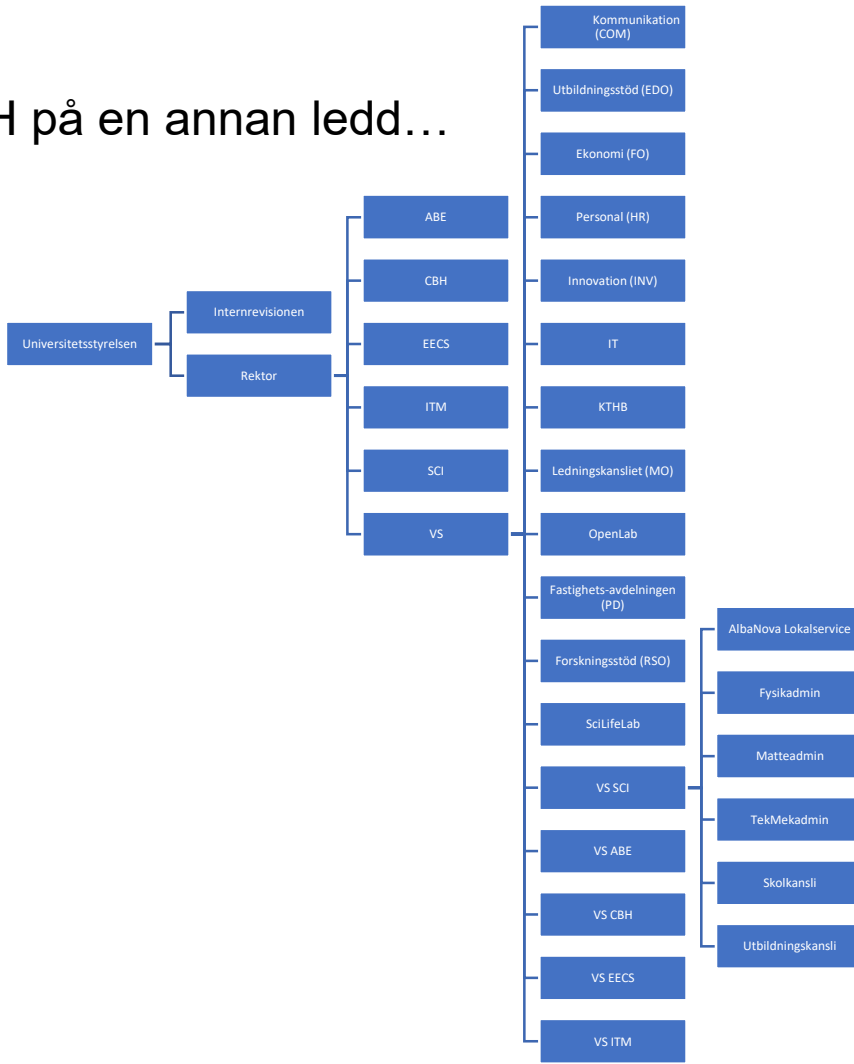 H på en annan ledd…
Universitetsstyrelsen
Internrevisionen
Rektor
ABE
CBH
EECS
ITM
SCI
VS
Kommunikation
(COM)
Utbildningsstöd (EDO)
Ekonomi (FO)
Personal (HR)
Innovation (INV)
IT
KTHB
Ledningskansliet (MO)
OpenLab
Fastighets-avdelningen
(PD)
Forskningsstöd (RSO)
SciLifeLab
VS SCI
VS ABE
VS CBH
VS EECS
VS ITM
AlbaNova Lokalservice
Fysikadmin
Matteadmin
TekMekadmin
Skolkansli
Utbildningskansli